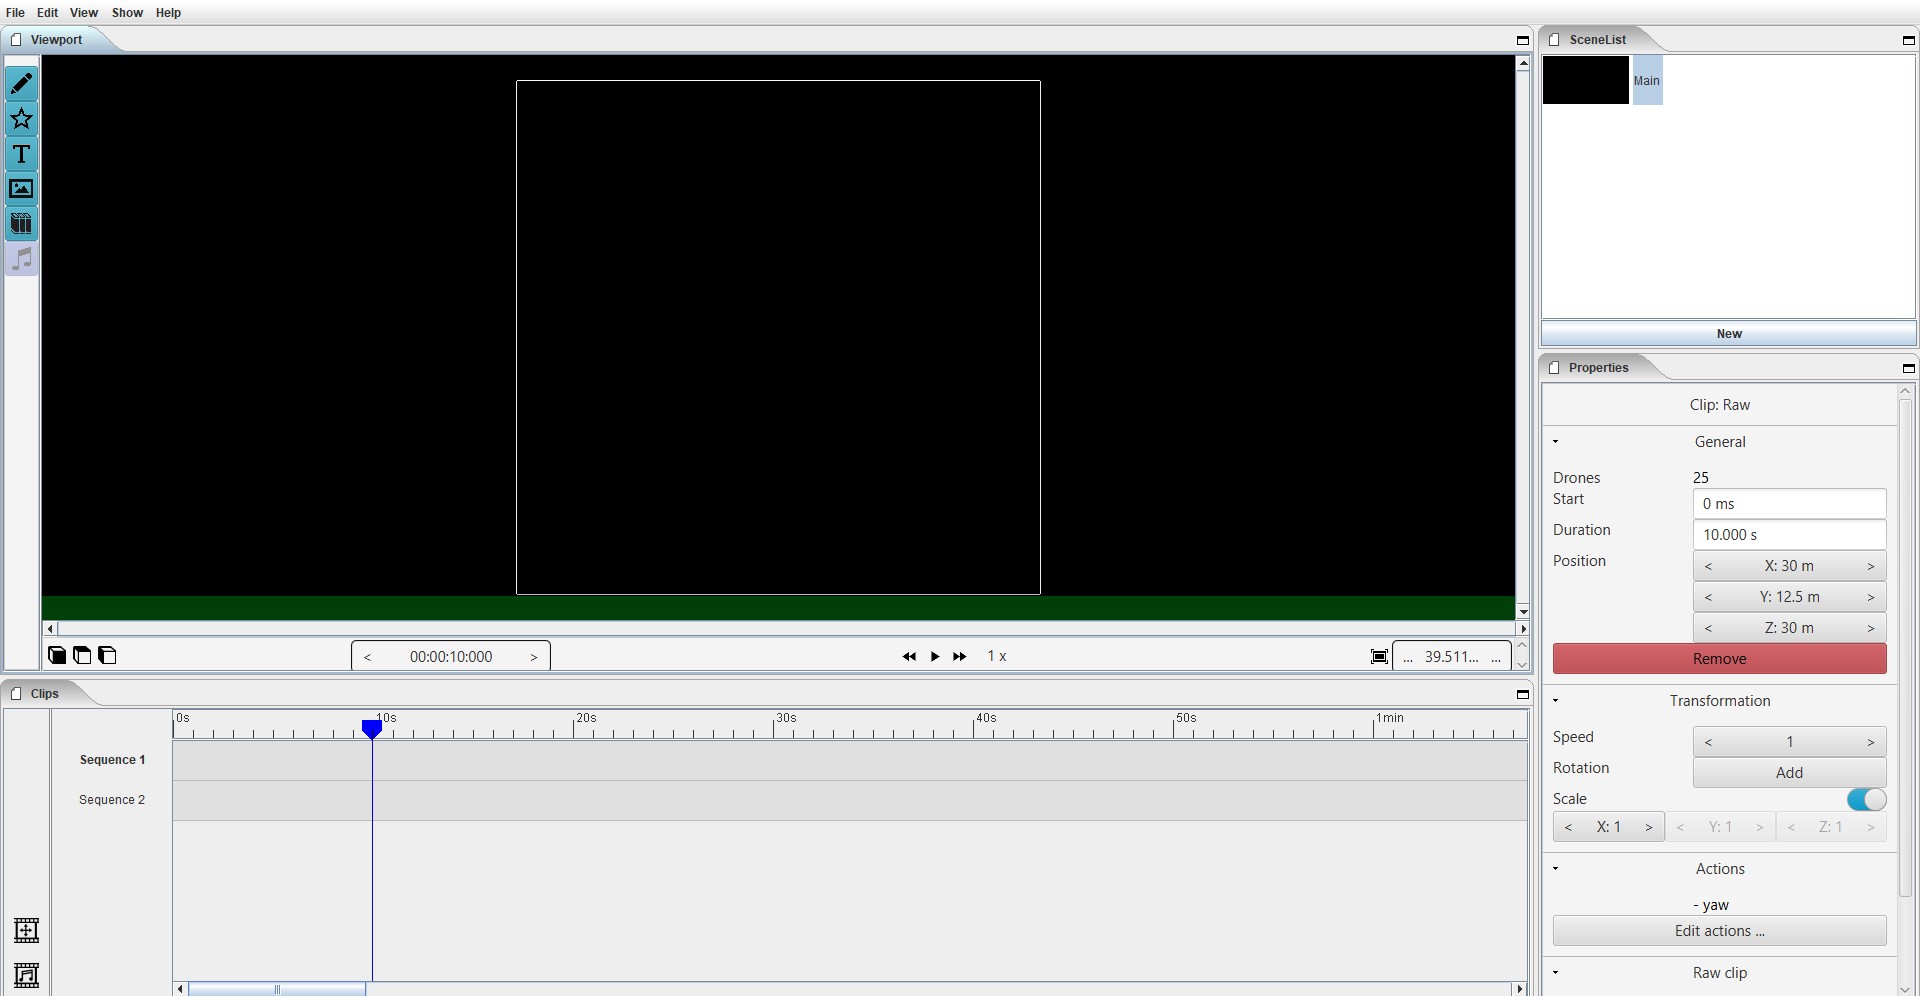 File Edit View Show Help
Viewport
SceneList
Main
New
Properties
Clip: Raw
General
Drones 25
Start 0 ms
Duration 10.000 s
Position < X: 30 m >
< Y: 12.5 m >
< Z: 30 m >
Remove
Transformation
Speed < 1 >
Rotation Add
Scale
< X: 1 > < Y: 1 > < Z: 1 >
Actions
- yaw
Edit actions ...
Raw clip
< 00:00:10:000 >
1 x
... 39.511... ...
Clips
0s 10s 20s 30s 40s 50s 1min
Sequence 1
Sequence 2